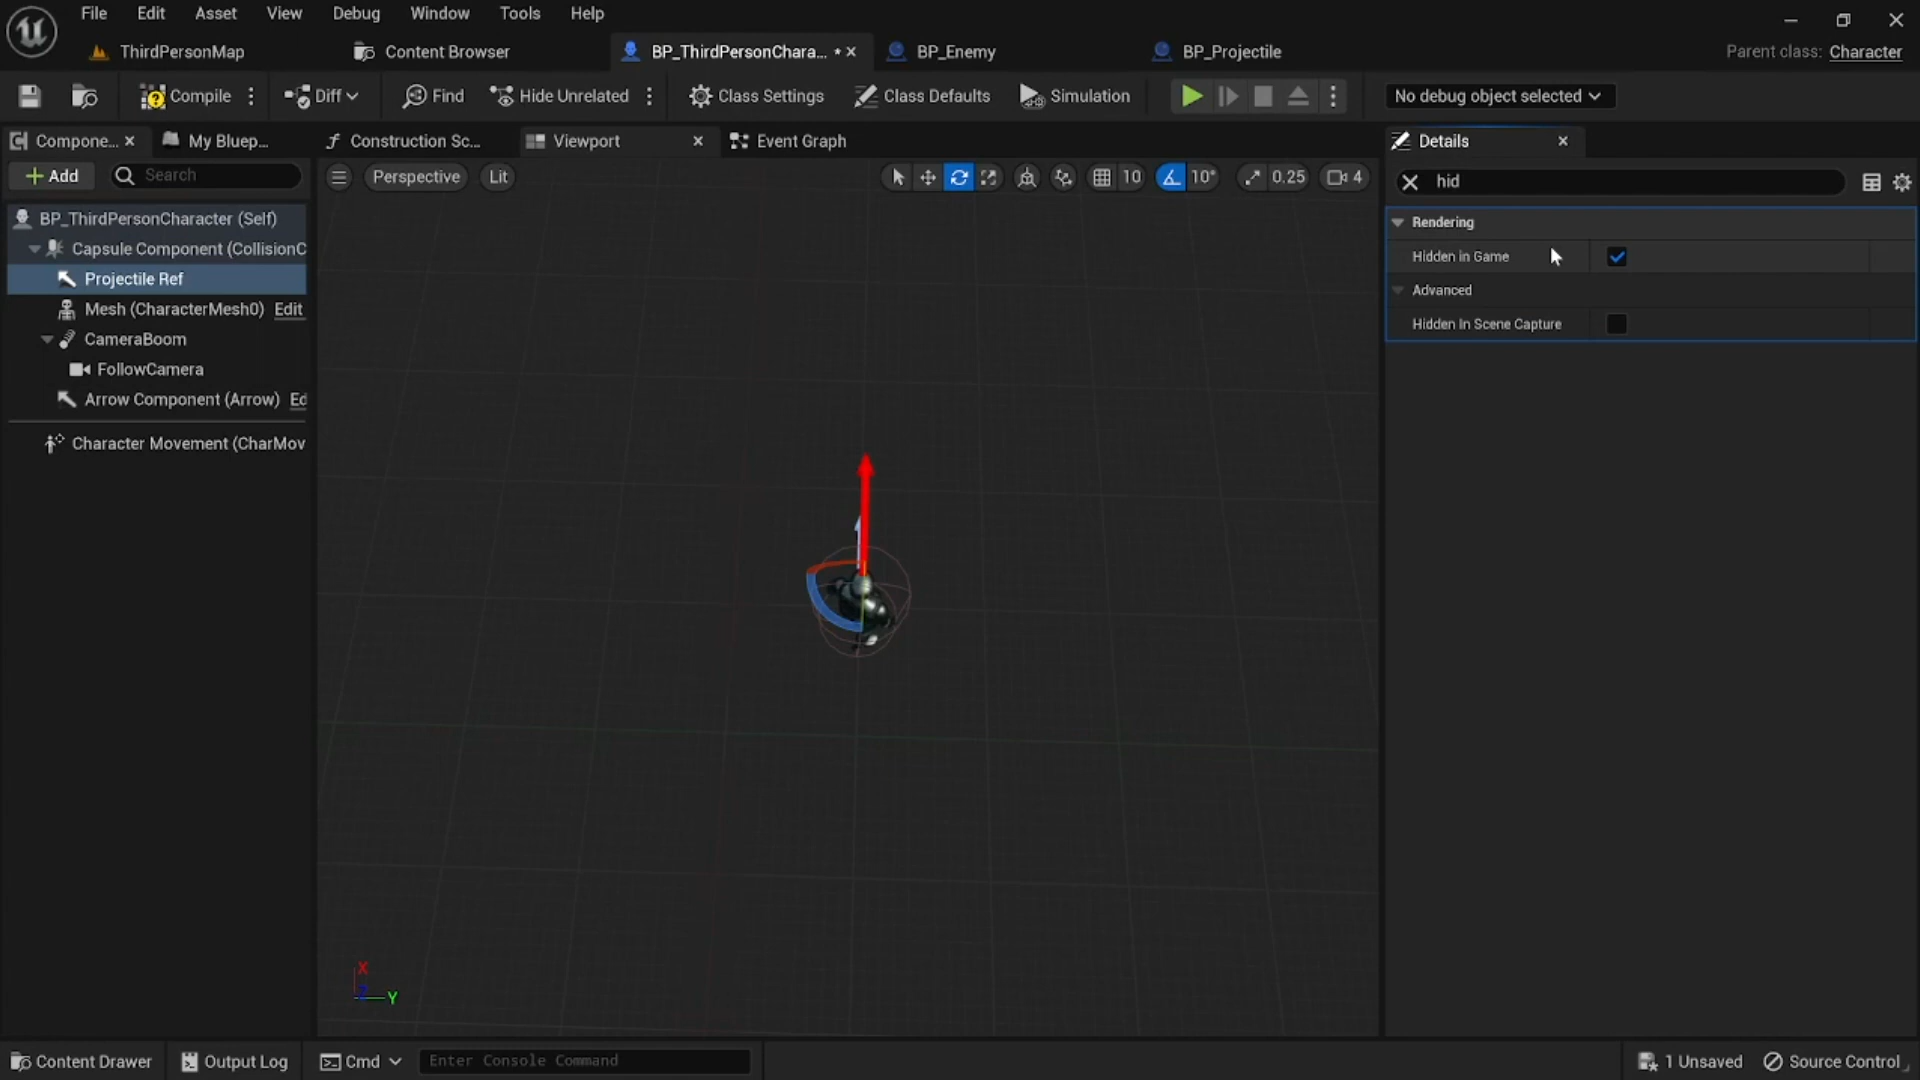 File Edit Asset View Debug Window Tools Help
ThirdPersonMap Content Browser BP_ThirdPersonChara... • BP_Enemy BP_Projectile Parent class: Character
Compile Diff Find Hide Unrelated Class Settings Class Defaults Simulation No debug object selected
Compone... My Bluep... Construction Sc... Viewport Event Graph Details
+ Add Search Perspective Lit 10 10° 0.25 4 hid
BP_ThirdPersonCharacter (Self)
Capsule Component (CollisionC
Projectile Ref
Mesh (CharacterMesh0) Edit
CameraBoom
FollowCamera
Arrow Component (Arrow) Ed
Character Movement (CharMov
Rendering
Hidden in Game
Advanced
Hidden In Scene Capture
X
Y
Content Drawer Output Log Cmd Enter Console Command 1 Unsaved Source Control